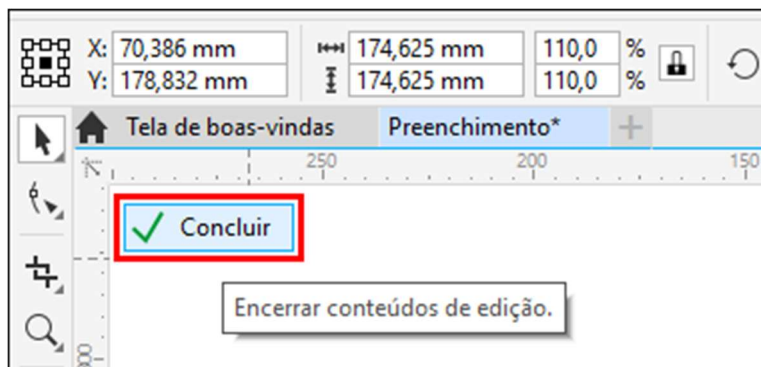 X: 70,386 mm 174,625 mm 110,0 %
Y: 178,832 mm 174,625 mm 110,0 %
Tela de boas-vindas Preenchimento*
250 200 150
Concluir
Encerrar conteúdos de edição.